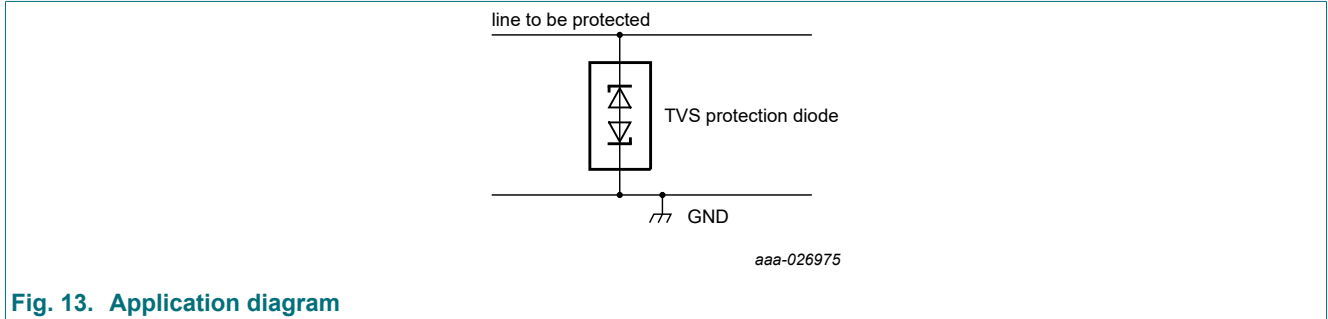 line to be protected
TVS protection diode
GND
aaa-026975
Fig. 13. Application diagram